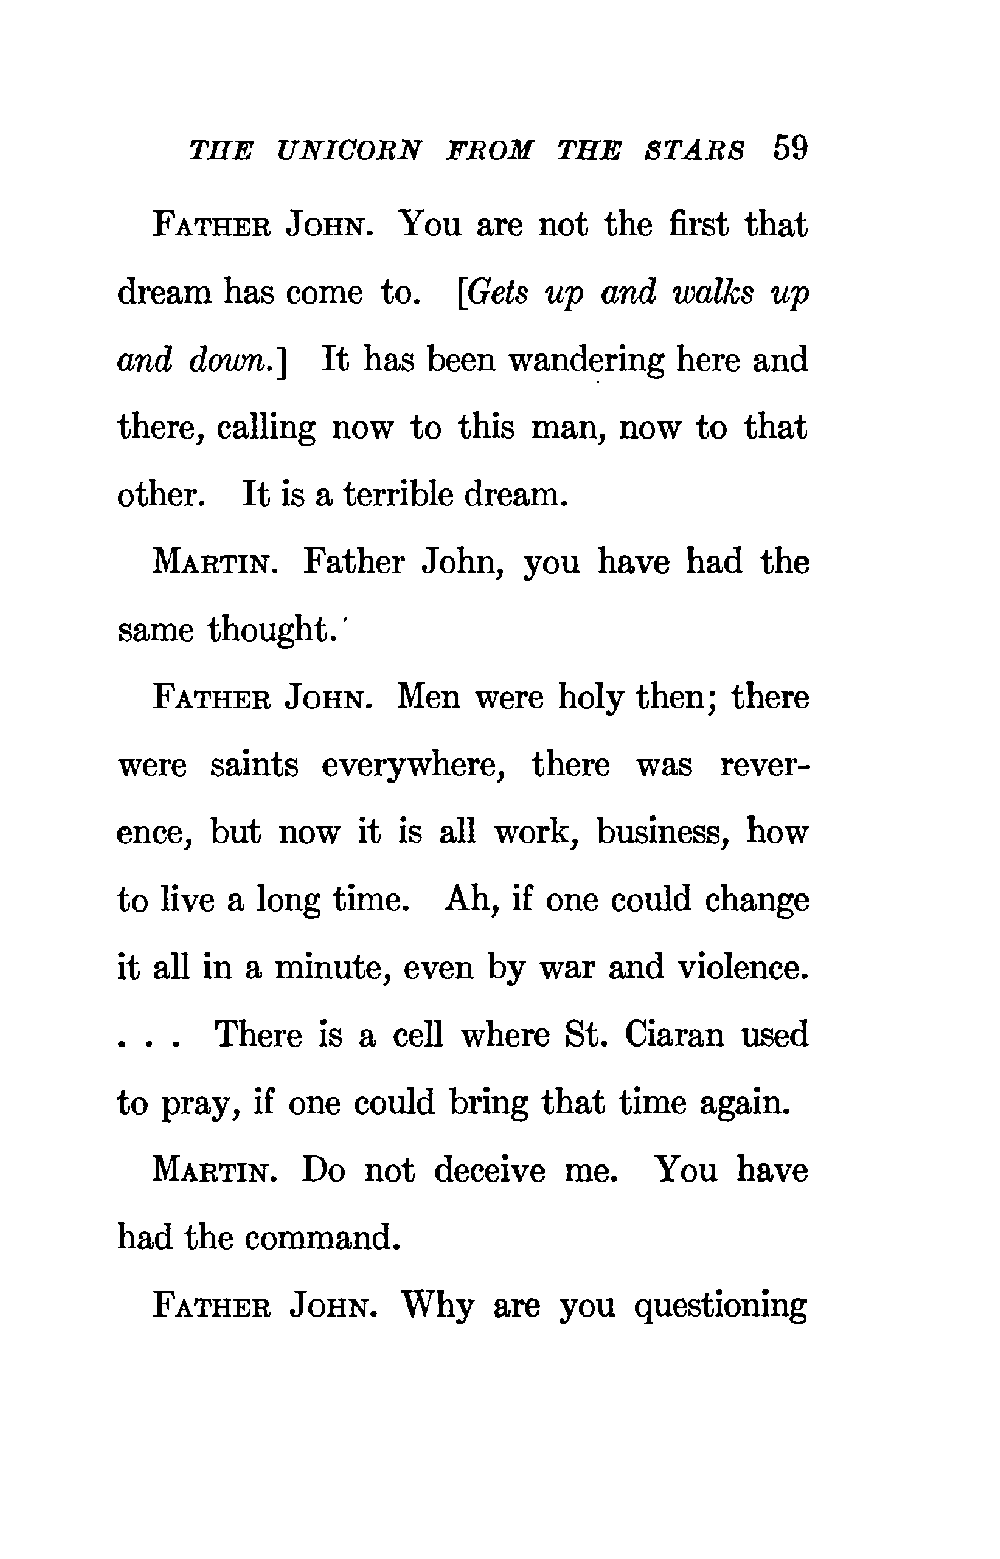 THE UNICORN FROM THE STARS 59
FATHER JOHN. You are not the first that
dream has come to. [Gets up and walks up
and down.] It has been wandering here and
there, calling now to this man, now to that
other. It is a terrible dream.
MARTIN. Father John, you have had the
same thought.
FATHER JOHN. Men were holy then; there
were saints everywhere, there was rever-
ence, but now it is all work, business, how
to live a long time. Ah, if one could change
it all in a minute, even by war and violence.
. . . There is a cell where St. Ciaran used
to pray, if one could bring that time again.
MARTIN. Do not deceive me. You have
had the command.
FATHER JOHN. Why are you questioning